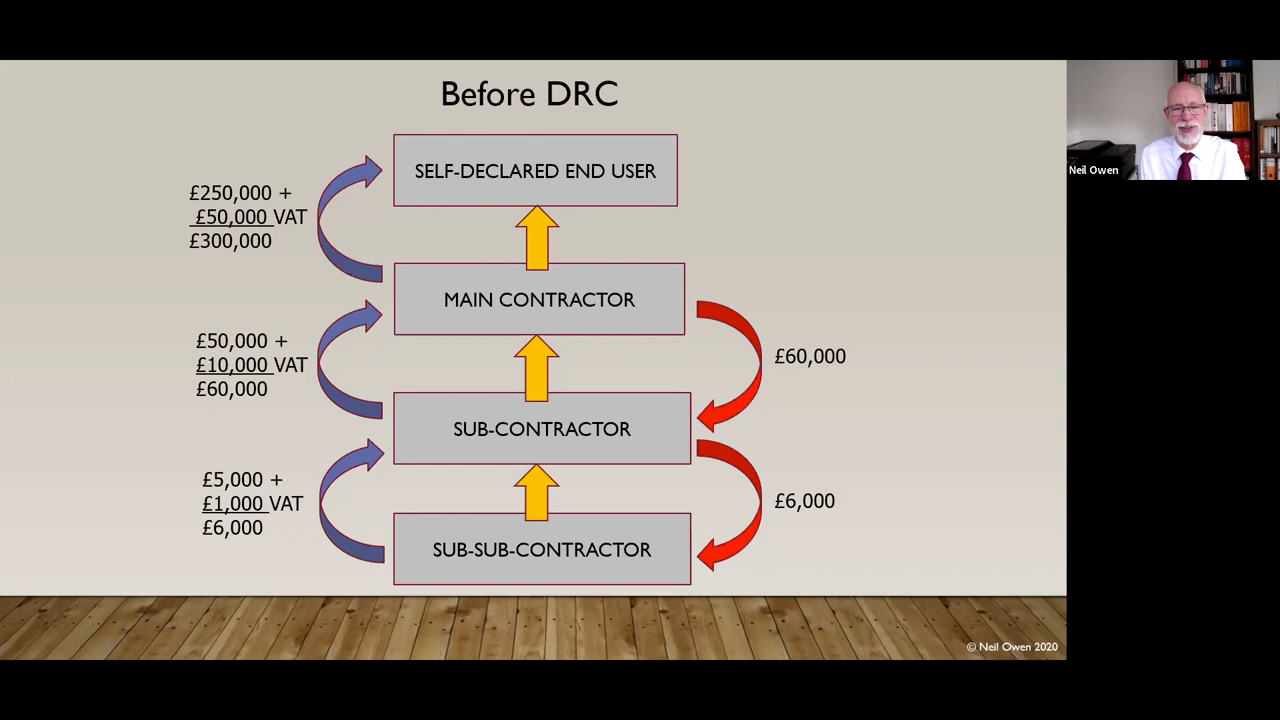 Before DRC
SELF-DECLARED END USER
£250,000 +
£50,000 VAT
£300,000
MAIN CONTRACTOR
£50,000 +
£10,000 VAT
£60,000
£60,000
SUB-CONTRACTOR
£5,000 +
£1,000 VAT
£6,000
£6,000
SUB-SUB-CONTRACTOR
© Neil Owen 2020
Neil Owen